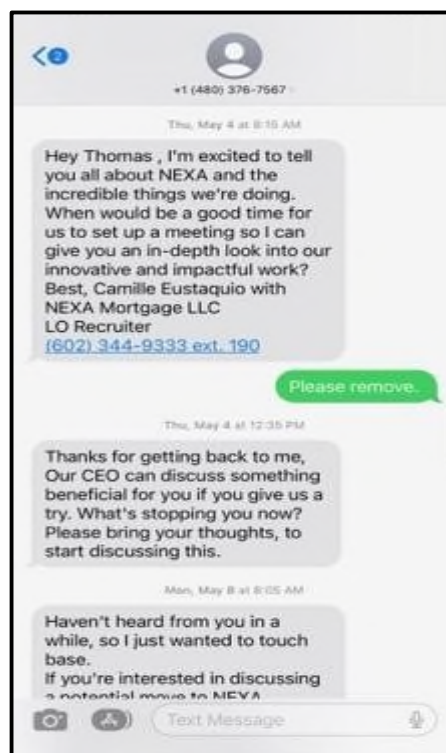 2
+1 (480) 376-7567
Thu, May 4 at 8:15 AM
Hey Thomas , I'm excited to tell
you all about NEXA and the
incredible things we're doing.
When would be a good time for
us to set up a meeting so I can
give you an in-depth look into our
innovative and impactful work?
Best, Camille Eustaquio with
NEXA Mortgage LLC
LO Recruiter
(602) 344-9333 ext. 190
Please remove.
Thu, May 4 at 12:35 PM
Thanks for getting back to me,
Our CEO can discuss something
beneficial for you if you give us a
try. What's stopping you now?
Please bring your thoughts, to
start discussing this.
Mon, May 8 at 8:05 AM
Haven't heard from you in a
while, so I just wanted to touch
base.
If you're interested in discussing
a potential move to NEXA
Text Message